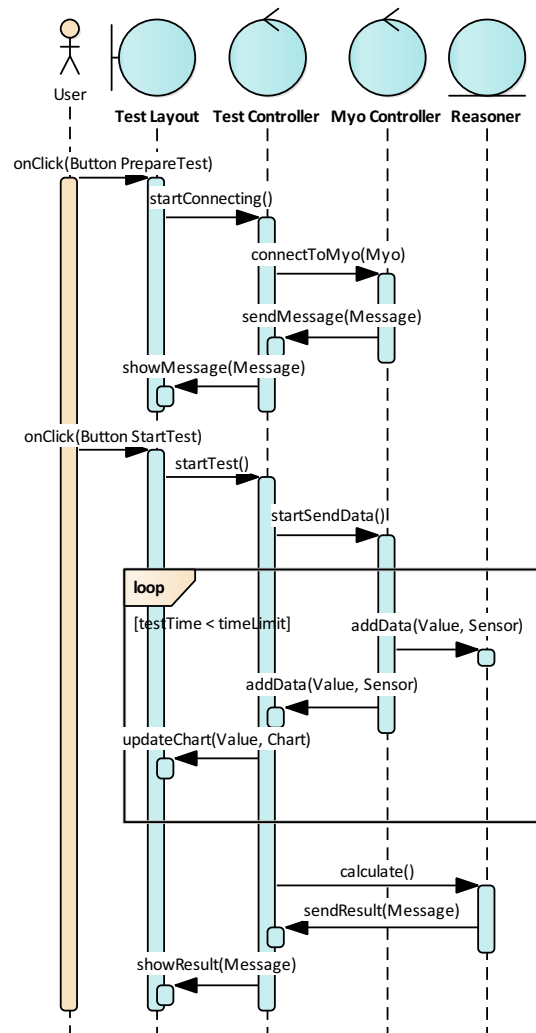 User
Test Layout
Test Controller
Myo Controller
Reasoner
onClick(Button PrepareTest)
startConnecting()
connectToMyo(Myo)
sendMessage(Message)
showMessage(Message)
onClick(Button StartTest)
startTest()
startSendData()
loop
[testTime < timeLimit]
addData(Value, Sensor)
addData(Value, Sensor)
updateChart(Value, Chart)
calculate()
sendResult(Message)
showResult(Message)